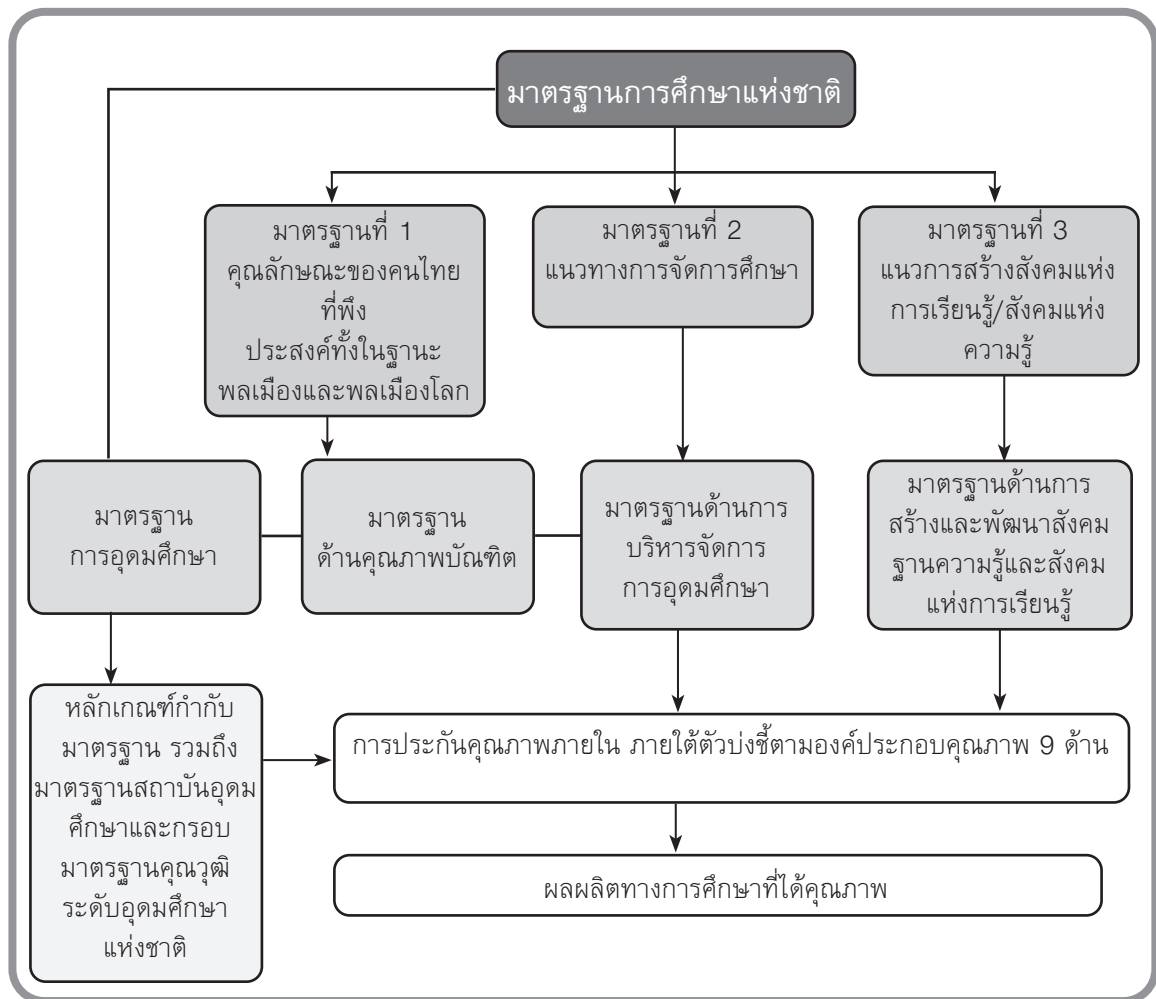 มาตรฐานการศึกษาแห่งชาติ
มาตรฐานที่ 1
คุณลักษณะของคนไทย
ที่พึง
ประสงค์ทั้งในฐานะ
พลเมืองและพลเมืองโลก
มาตรฐานที่ 2
แนวทางการจัดการศึกษา
มาตรฐานที่ 3
แนวการสร้างสังคมแห่ง
การเรียนรู้/สังคมแห่ง
ความรู้
มาตรฐาน
การอุดมศึกษา
มาตรฐาน
ด้านคุณภาพบัณฑิต
มาตรฐานด้านการ
บริหารจัดการ
การอุดมศึกษา
มาตรฐานด้านการ
สร้างและพัฒนาสังคม
ฐานความรู้และสังคม
แห่งการเรียนรู้
หลักเกณฑ์กำกับ
มาตรฐาน รวมถึง
มาตรฐานสถาบันอุดม
ศึกษาและกรอบ
มาตรฐานคุณวุฒิ
ระดับอุดมศึกษา
แห่งชาติ
การประกันคุณภาพภายใน ภายใต้ตัวบ่งชี้ตามองค์ประกอบคุณภาพ 9 ด้าน
ผลผลิตทางการศึกษาที่ได้คุณภาพ